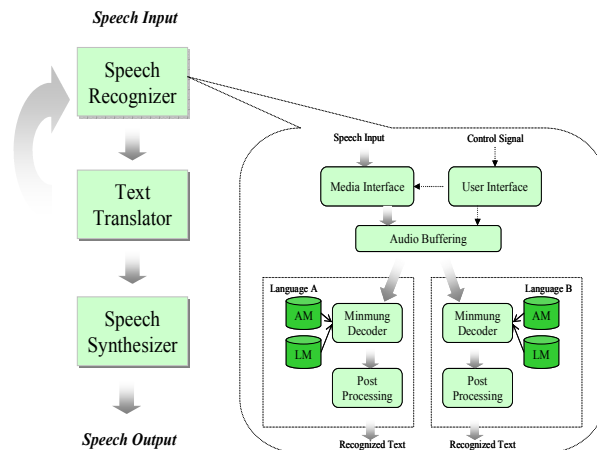 Speech Input
Speech
Recognizer
Text
Translator
Speech
Synthesizer
Speech Output
Speech Input
Control Signal
Media Interface
User Interface
Audio Buffering
Language A
AM
LM
Minmung
Decoder
Post
Processing
Recognized Text
Language B
Minmung
Decoder
AM
LM
Post
Processing
Recognized Text